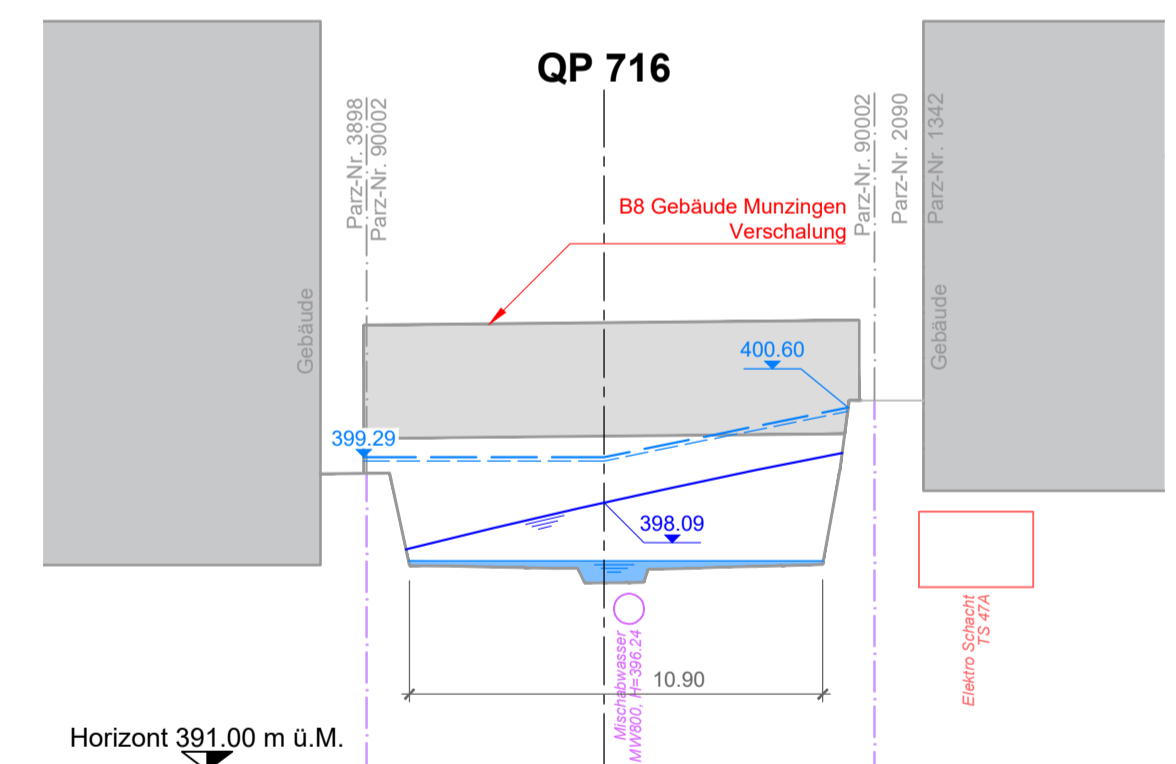 QP 716
Parz-Nr. 3898
Parz-Nr. 90002
Parz-Nr. 90002
Parz-Nr. 2090
Parz-Nr. 1342
B8 Gebäude Munzingen
Verschalung
Gebäude
Gebäude
400.60
399.29
398.09
Mischabwasser
MW800, H=396.24
Elektro Schacht
TS 47A
10.90
Horizont 391.00 m ü.M.